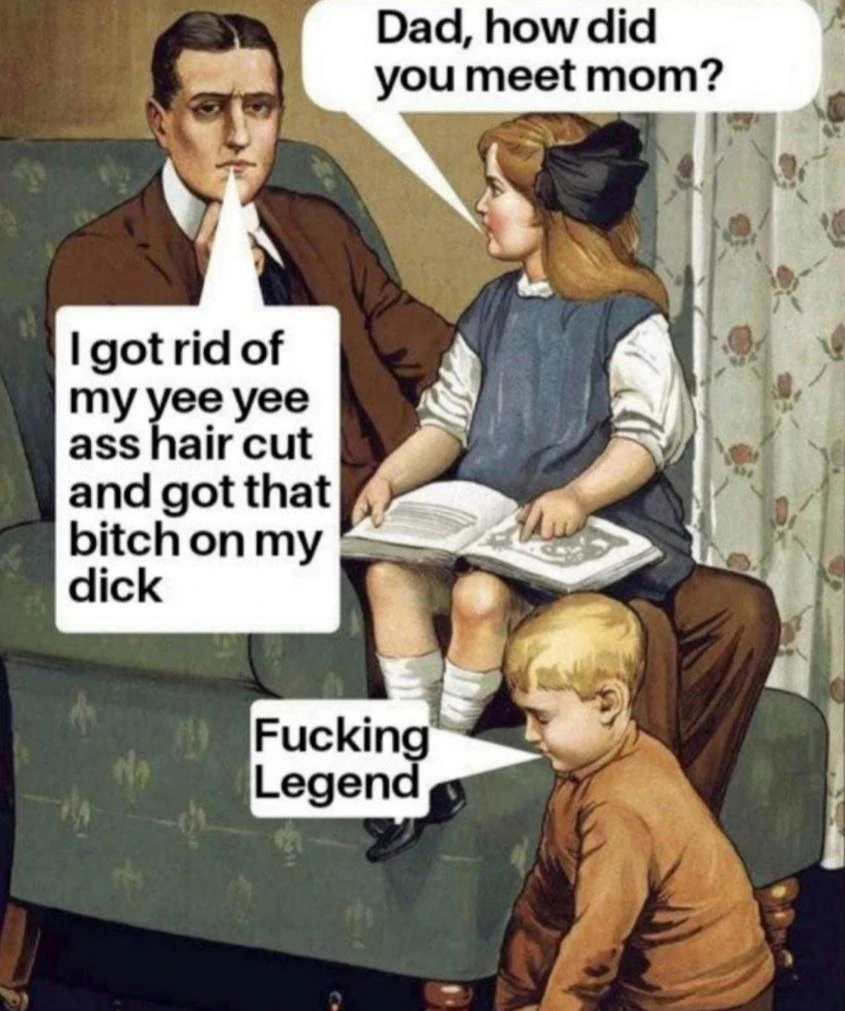 Dad, how did
you meet mom?
I got rid of
my yee yee
ass hair cut
and got that
bitch on my
dick
Fucking
Legend